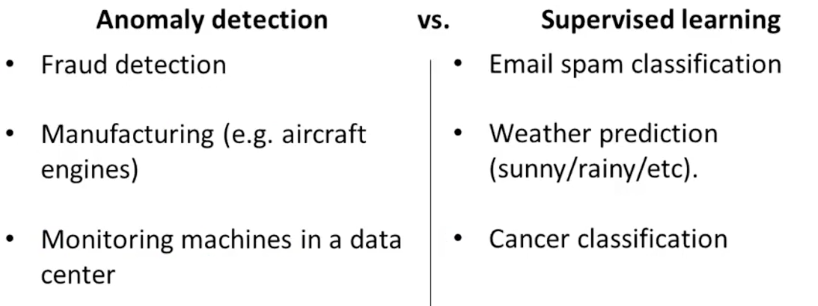 Anomaly detection vs. Supervised learning
• Fraud detection
• Manufacturing (e.g. aircraft
engines)
• Monitoring machines in a data
center
• Email spam classification
• Weather prediction
(sunny/rainy/etc).
• Cancer classification